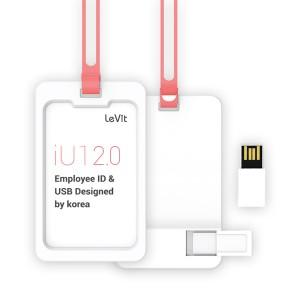 LeVit
iU12.0
Employee ID &
USB Designed
by korea